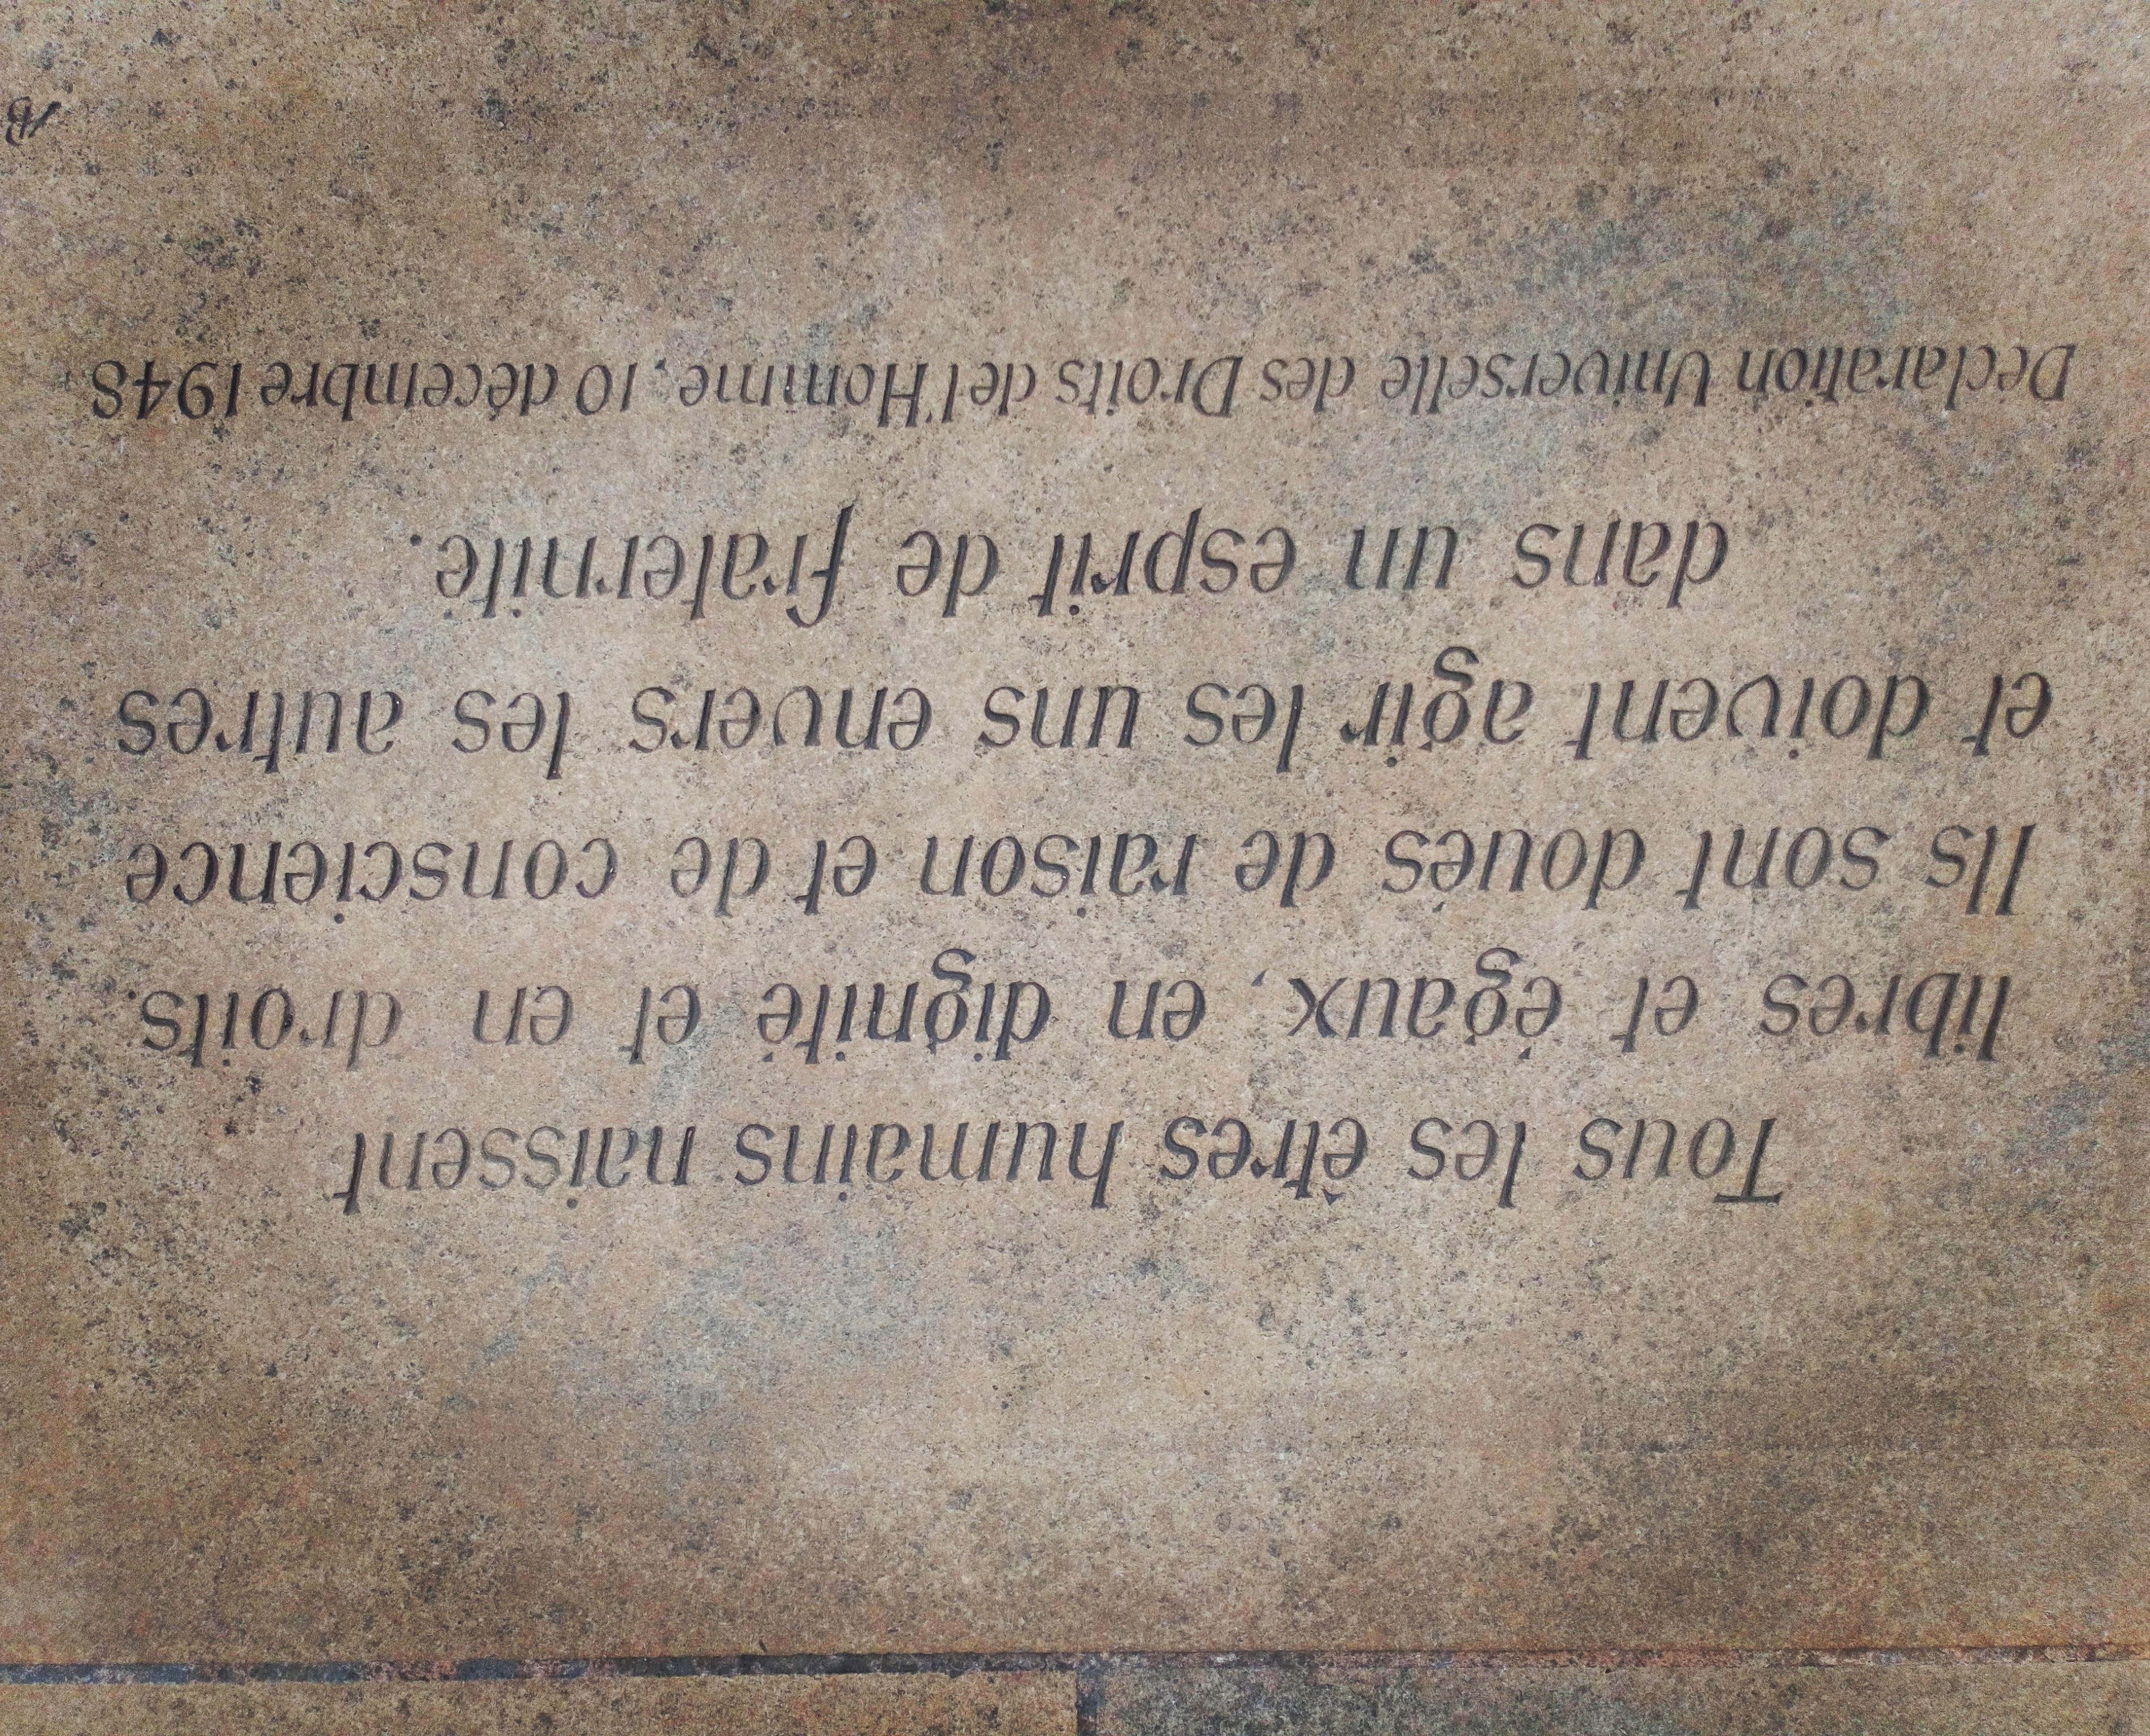 Tous les êtres humains naissent
libres et égaux, en dignité et en droits.
Ils sont doués de raison et de conscience
et doivent agir les uns envers les autres
dans un esprit de fraternité.
Déclaration Universelle des Droits de l'Homme, 10 décembre 1948
AB